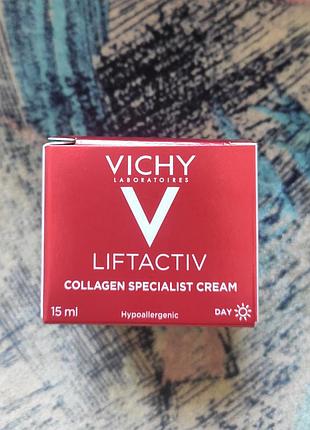 VICHY
LABORATOIRES
V
LIFTACTIV
COLLAGEN SPECIALIST CREAM
15 ml
Hypoallergenic
DAY